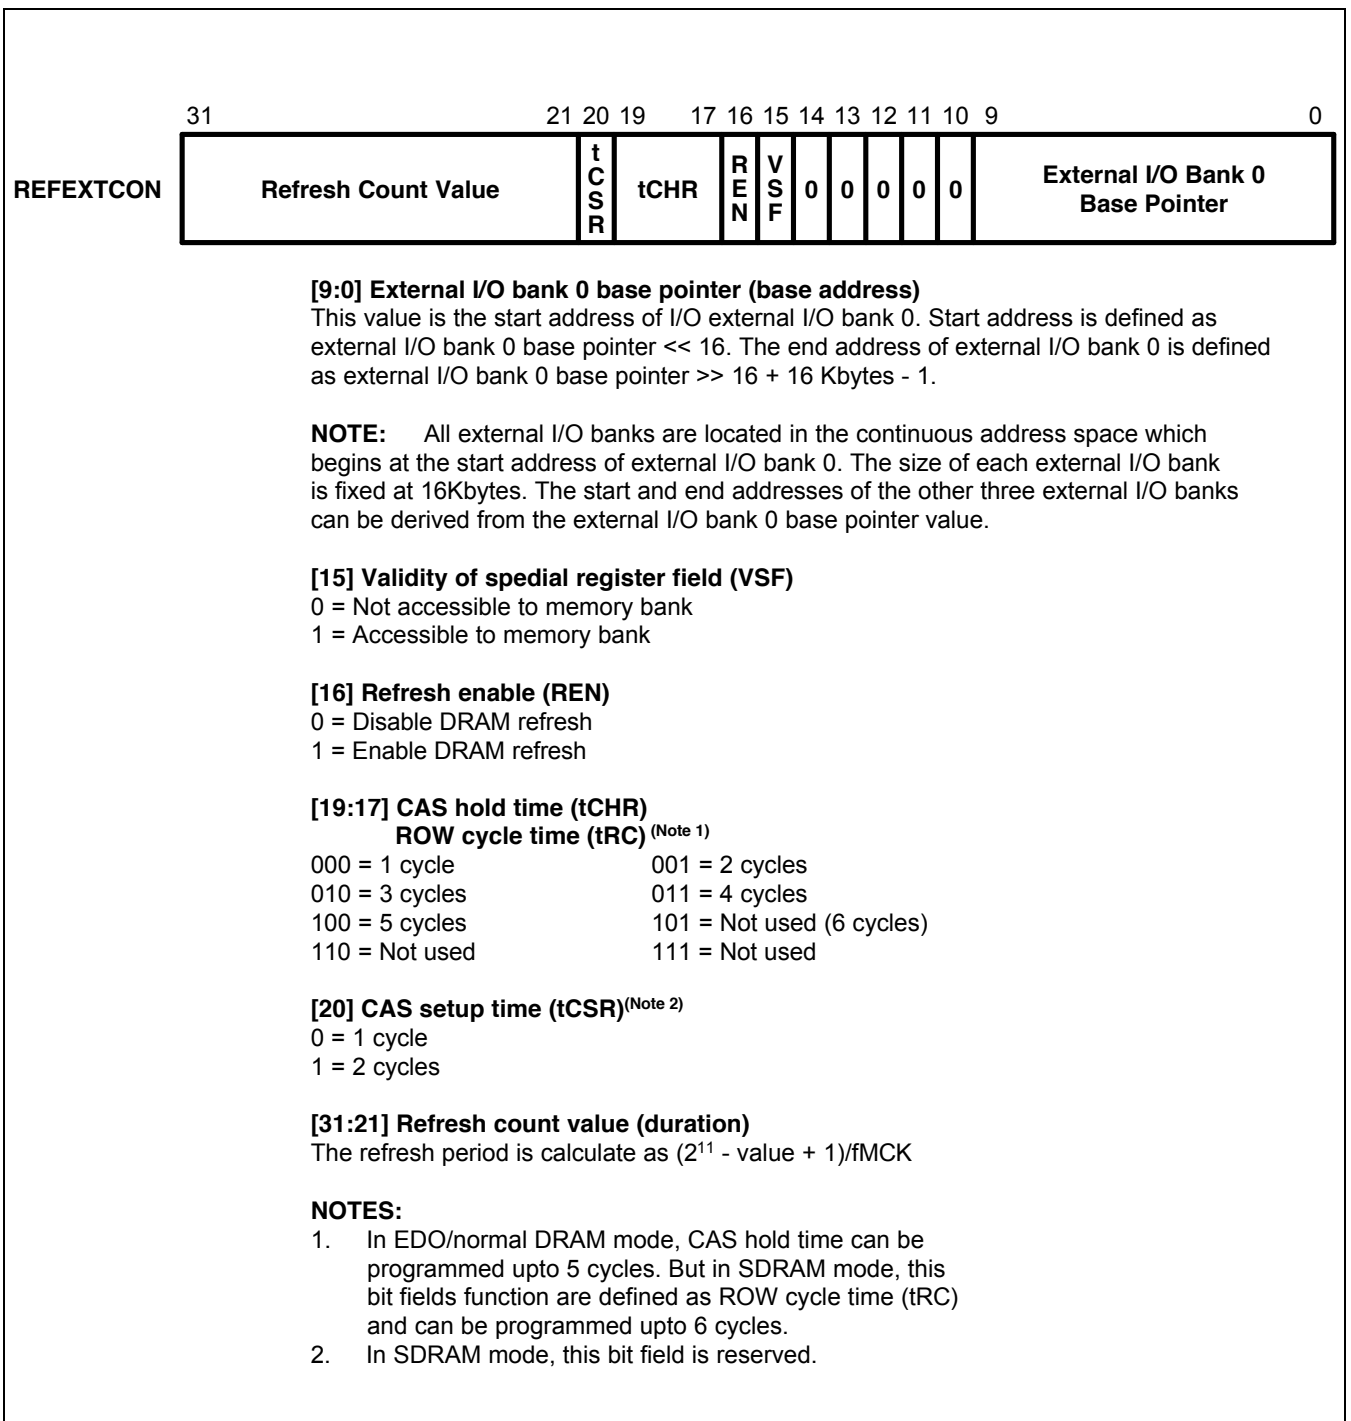 31 21 20 19 17 16 15 14 13 12 11 10 9 0
REFEXTCON Refresh Count Value tCSR tCHR REN VSF 0 0 0 0 0 External I/O Bank 0
Base Pointer
[9:0] External I/O bank 0 base pointer (base address)
This value is the start address of I/O external I/O bank 0. Start address is defined as
external I/O bank 0 base pointer << 16. The end address of external I/O bank 0 is defined
as external I/O bank 0 base pointer >> 16 + 16 Kbytes - 1.
NOTE: All external I/O banks are located in the continuous address space which
begins at the start address of external I/O bank 0. The size of each external I/O bank
is fixed at 16Kbytes. The start and end addresses of the other three external I/O banks
can be derived from the external I/O bank 0 base pointer value.
[15] Validity of spedial register field (VSF)
0 = Not accessible to memory bank
1 = Accessible to memory bank
[16] Refresh enable (REN)
0 = Disable DRAM refresh
1 = Enable DRAM refresh
[19:17] CAS hold time (tCHR)
ROW cycle time (tRC) (Note 1)
000 = 1 cycle 001 = 2 cycles
010 = 3 cycles 011 = 4 cycles
100 = 5 cycles 101 = Not used (6 cycles)
110 = Not used 111 = Not used
[20] CAS setup time (tCSR)(Note 2)
0 = 1 cycle
1 = 2 cycles
[31:21] Refresh count value (duration)
The refresh period is calculate as (2¹¹ - value + 1)/fMCK
NOTES:
1. In EDO/normal DRAM mode, CAS hold time can be
programmed upto 5 cycles. But in SDRAM mode, this
bit fields function are defined as ROW cycle time (tRC)
and can be programmed upto 6 cycles.
2. In SDRAM mode, this bit field is reserved.